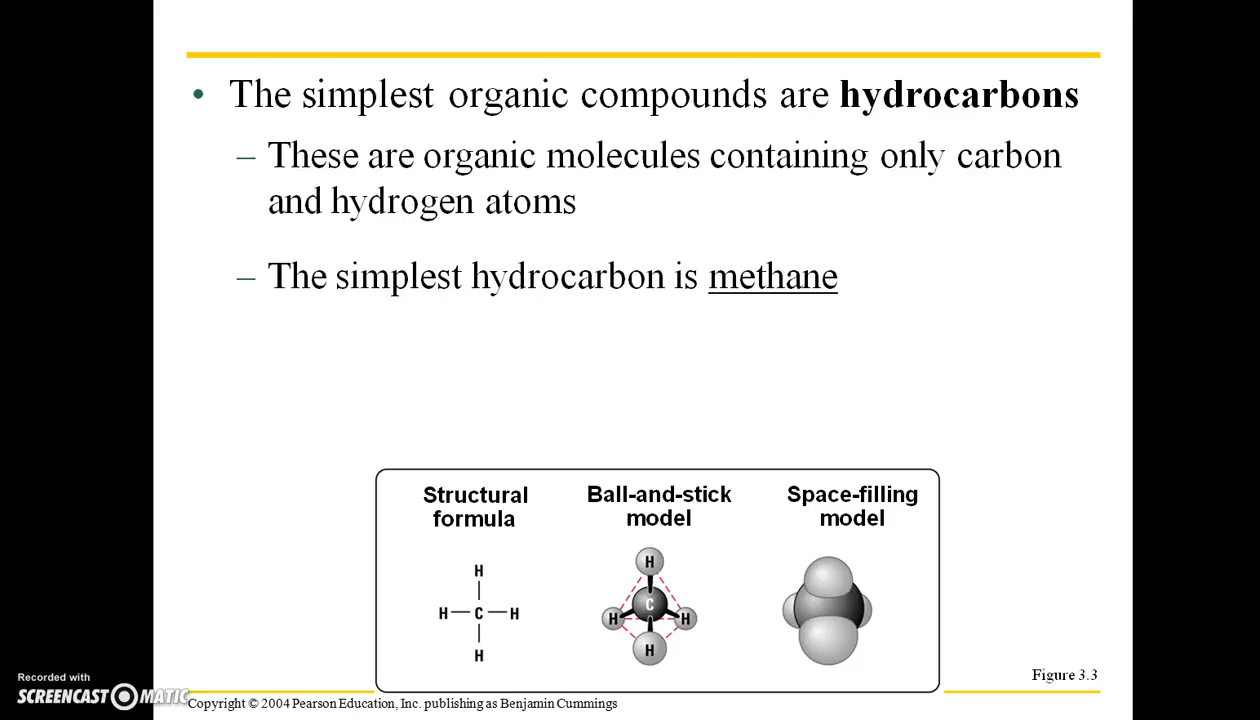 • The simplest organic compounds are hydrocarbons
– These are organic molecules containing only carbon
and hydrogen atoms
– The simplest hydrocarbon is methane
Structural
formula
H
H C H
H
Ball-and-stick
model
H
C
H H
H
Space-filling
model
Figure 3.3
Recorded with
SCREENCAST MATIC
Copyright © 2004 Pearson Education, Inc. publishing as Benjamin Cummings